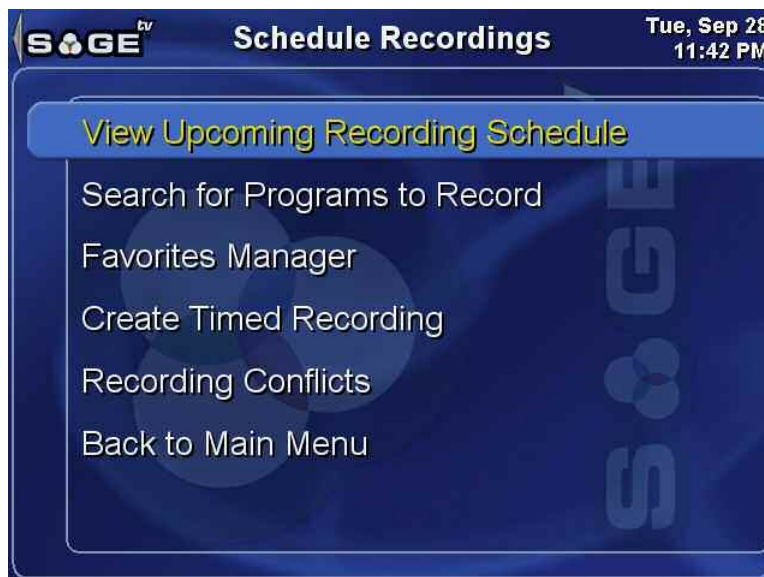 SAGE tv
Schedule Recordings
Tue, Sep 28
11:42 PM
View Upcoming Recording Schedule
Search for Programs to Record
Favorites Manager
Create Timed Recording
Recording Conflicts
Back to Main Menu
SAGE